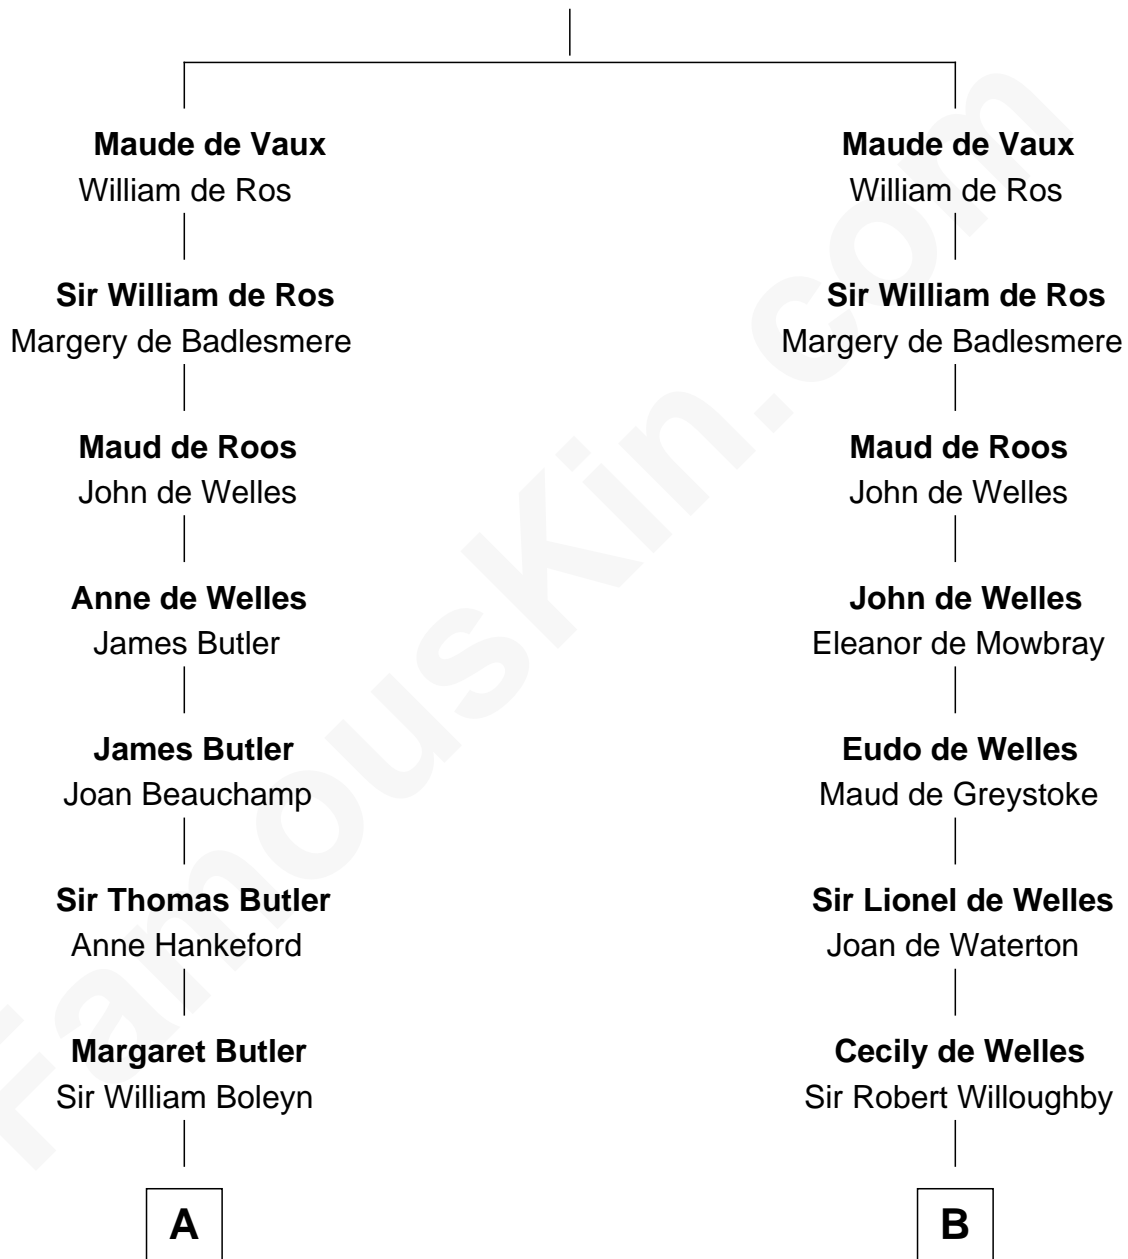 Maude de Vaux
William de Ros
Sir William de Ros
Margery de Badlesmere
Maud de Roos
John de Welles
Anne de Welles
James Butler
James Butler
Joan Beauchamp
Sir Thomas Butler
Anne Hankeford
Margaret Butler
Sir William Boleyn
A
Maude de Vaux
William de Ros
Sir William de Ros
Margery de Badlesmere
Maud de Roos
John de Welles
John de Welles
Eleanor de Mowbray
Eudo de Welles
Maud de Greystoke
Sir Lionel de Welles
Joan de Waterton
Cecily de Welles
Sir Robert Willoughby
B
FamousKin.com